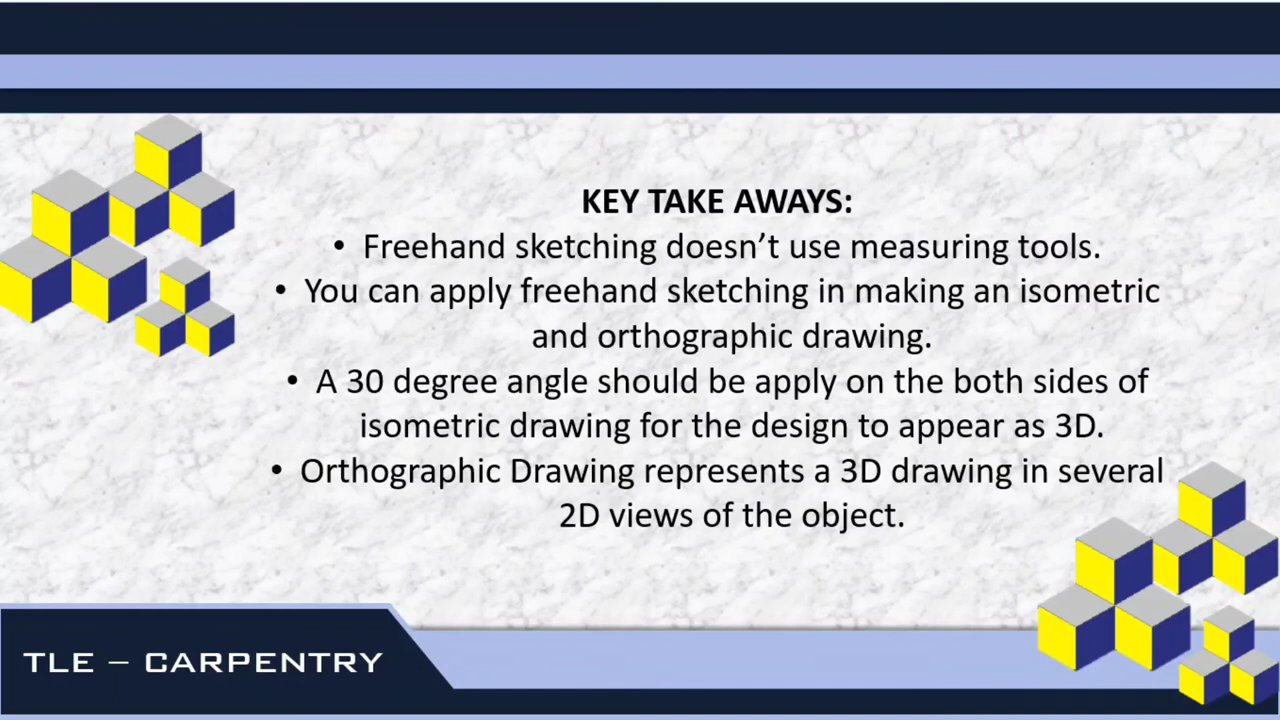 KEY TAKE AWAYS:
• Freehand sketching doesn’t use measuring tools.
• You can apply freehand sketching in making an isometric
and orthographic drawing.
• A 30 degree angle should be apply on the both sides of
isometric drawing for the design to appear as 3D.
• Orthographic Drawing represents a 3D drawing in several
2D views of the object.
TLE – CARPENTRY